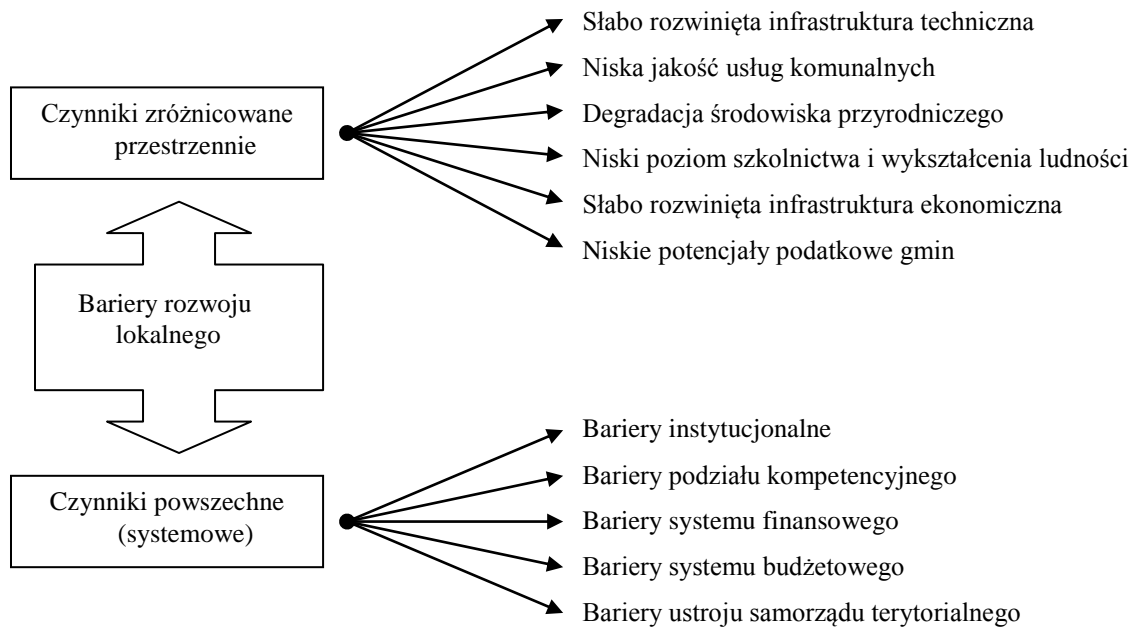 Czynniki zróżnicowane
przestrzennie
Słabo rozwinięta infrastruktura techniczna
Niska jakość usług komunalnych
Degradacja środowiska przyrodniczego
Niski poziom szkolnictwa i wykształcenia ludności
Słabo rozwinięta infrastruktura ekonomiczna
Niskie potencjały podatkowe gmin
Bariery rozwoju
lokalnego
Czynniki powszechne
(systemowe)
Bariery instytucjonalne
Bariery podziału kompetencyjnego
Bariery systemu finansowego
Bariery systemu budżetowego
Bariery ustroju samorządu terytorialnego